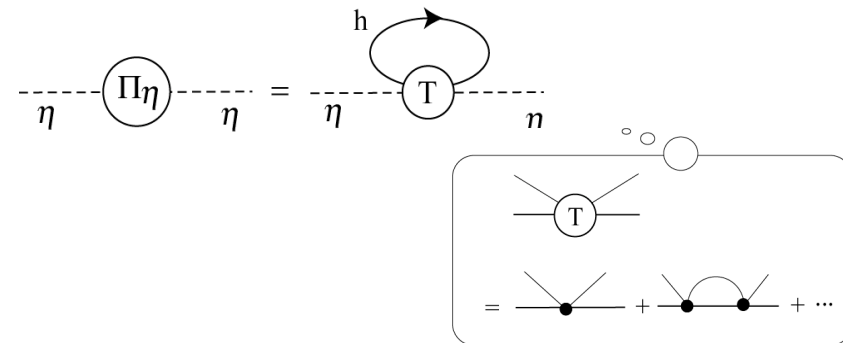 h
Πη = T
η η η n
T
= + + ...